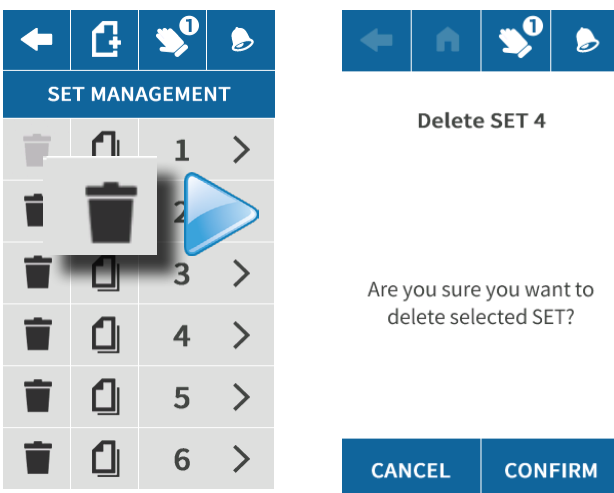 1
SET MANAGEMENT
1
2
3
4
5
6
1
Delete SET 4
Are you sure you want to
delete selected SET?
CANCEL CONFIRM